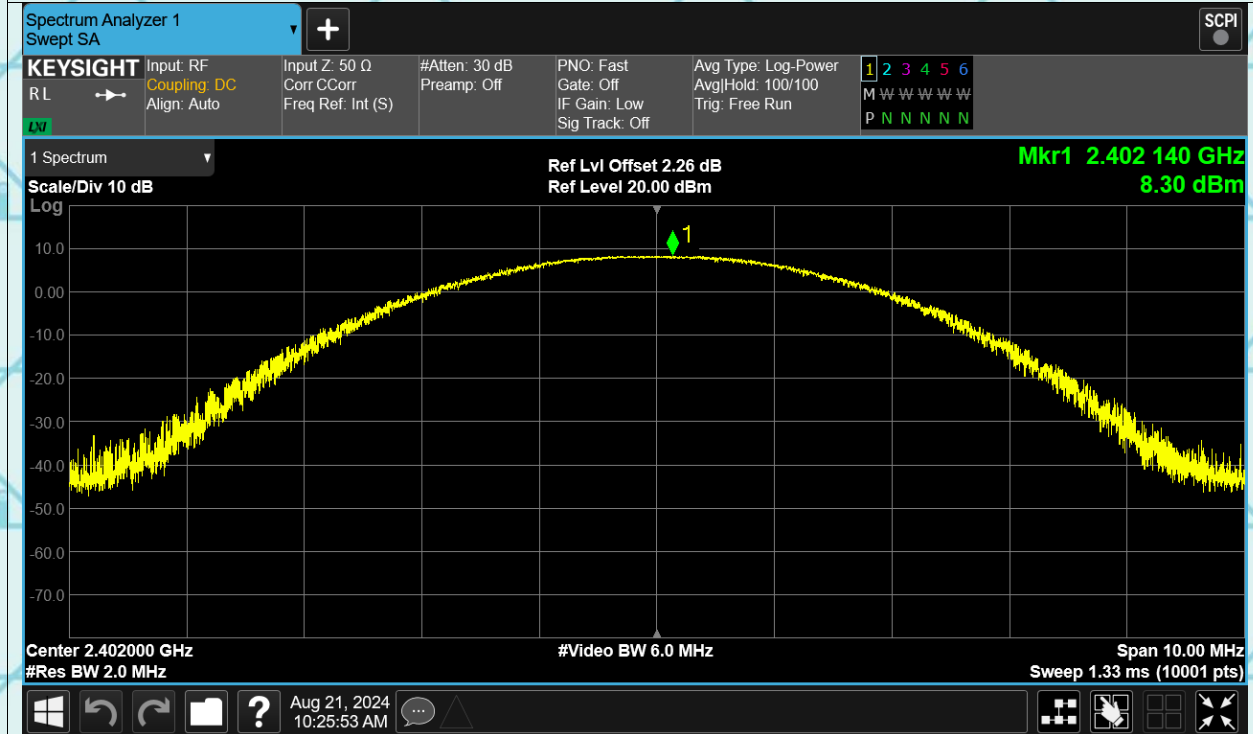 Spectrum Analyzer 1
Swept SA
+
SCPI
KEYSIGHT
R L
LXI
Input: RF
Coupling: DC
Align: Auto
Input Z: 50 Ω
Corr CCorr
Freq Ref: Int (S)
#Atten: 30 dB
Preamp: Off
PNO: Fast
Gate: Off
IF Gain: Low
Sig Track: Off
Avg Type: Log-Power
Avg|Hold: 100/100
Trig: Free Run
1 2 3 4 5 6
M W W W W W
P N N N N N
1 Spectrum
Scale/Div 10 dB
Log
Ref Lvl Offset 2.26 dB
Ref Level 20.00 dBm
Mkr1 2.402 140 GHz
8.30 dBm
1
10.0
0.00
-10.0
-20.0
-30.0
-40.0
-50.0
-60.0
-70.0
Center 2.402000 GHz
#Res BW 2.0 MHz
#Video BW 6.0 MHz
Span 10.00 MHz
Sweep 1.33 ms (10001 pts)
?
Aug 21, 2024
10:25:53 AM